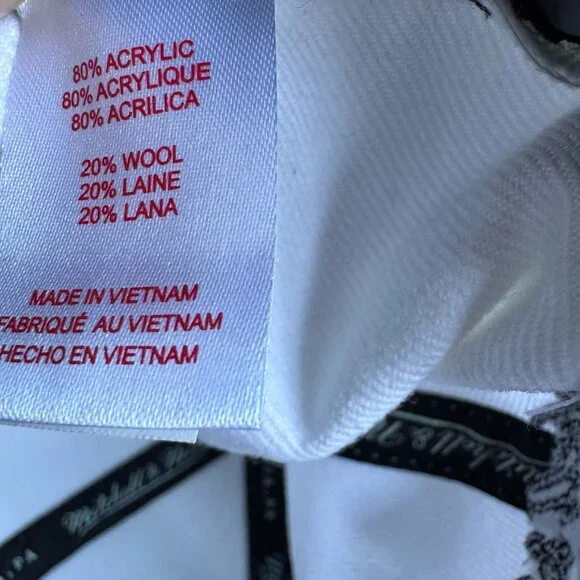 80% ACRYLIC
80% ACRYLIQUE
80% ACRILICA
20% WOOL
20% LAINE
20% LANA
MADE IN VIETNAM
FABRIQUÉ AU VIETNAM
HECHO EN VIETNAM
Mitchell &